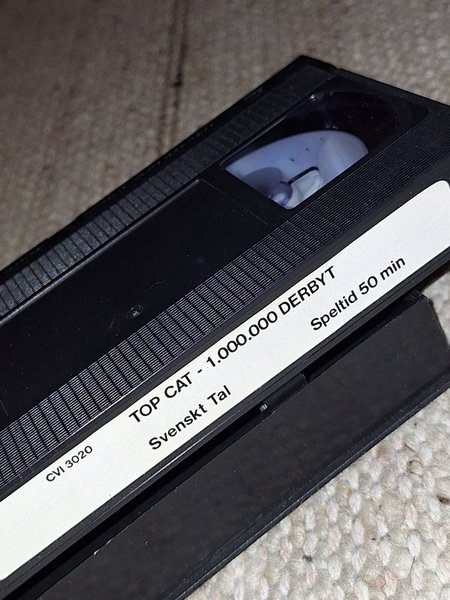 TOP CAT - 1.000.000 DERBYT
CVI 3020
Svenskt Tal
Speltid 50 min